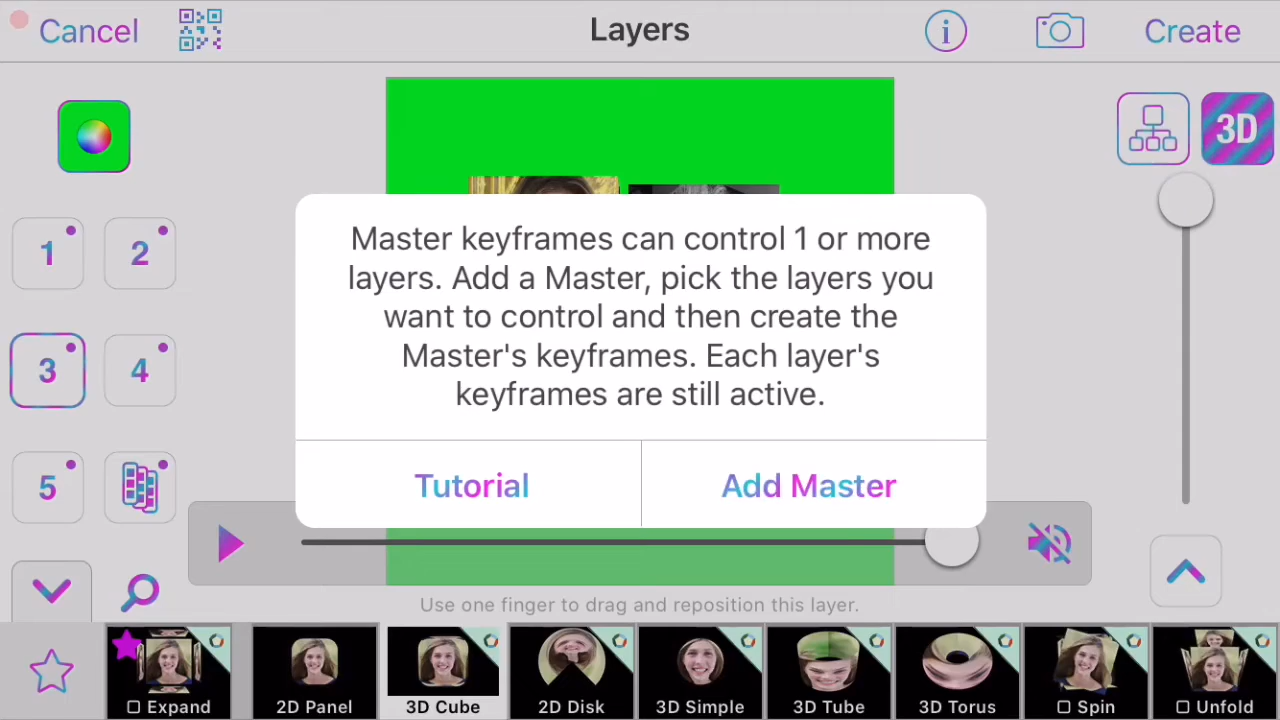 Cancel
Layers
i
Create
3D
1
2
3
4
5
Master keyframes can control 1 or more
layers. Add a Master, pick the layers you
want to control and then create the
Master's keyframes. Each layer's
keyframes are still active.
Tutorial
Add Master
Use one finger to drag and reposition this layer.
Expand
2D Panel
3D Cube
2D Disk
3D Simple
3D Tube
3D Torus
Spin
Unfold